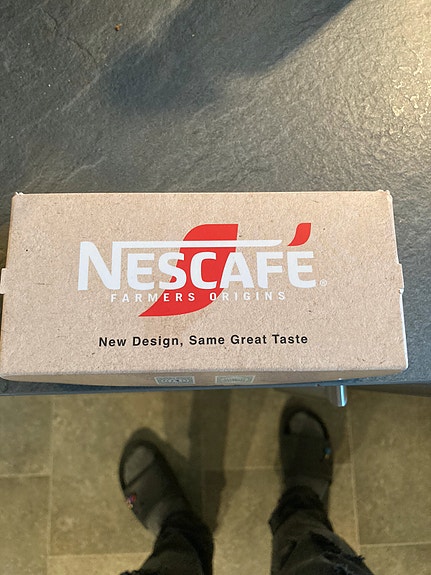 NESCAFÉ®
FARMERS ORIGINS
New Design, Same Great Taste